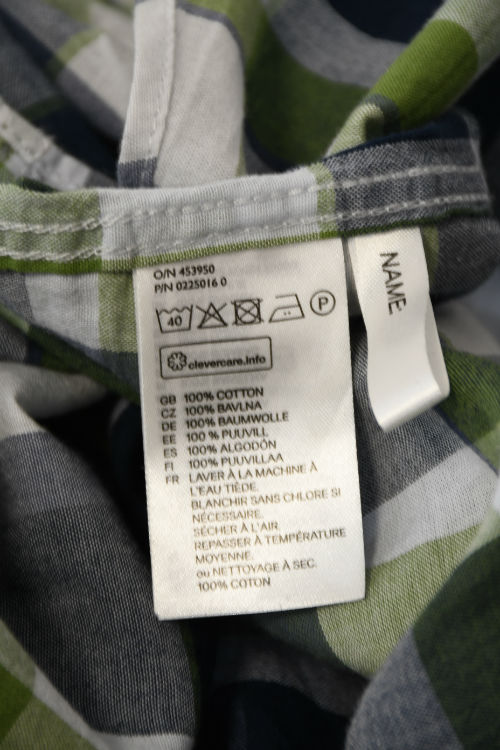 O/N 453950
P/N 0225016 0
40 P
clevercare.info
GB 100% COTTON
CZ 100% BAVLNA
DE 100% BAUMWOLLE
EE 100 % PUUVILL
ES 100% ALGODÓN
FI 100% PUUVILLAA
FR LAVER À LA MACHINE À
L'EAU TIÈDE.
BLANCHIR SANS CHLORE SI
NÉCESSAIRE.
SÉCHER À L'AIR.
REPASSER À TEMPÉRATURE
MOYENNE.
ou NETTOYAGE À SEC.
100% COTON
NAME